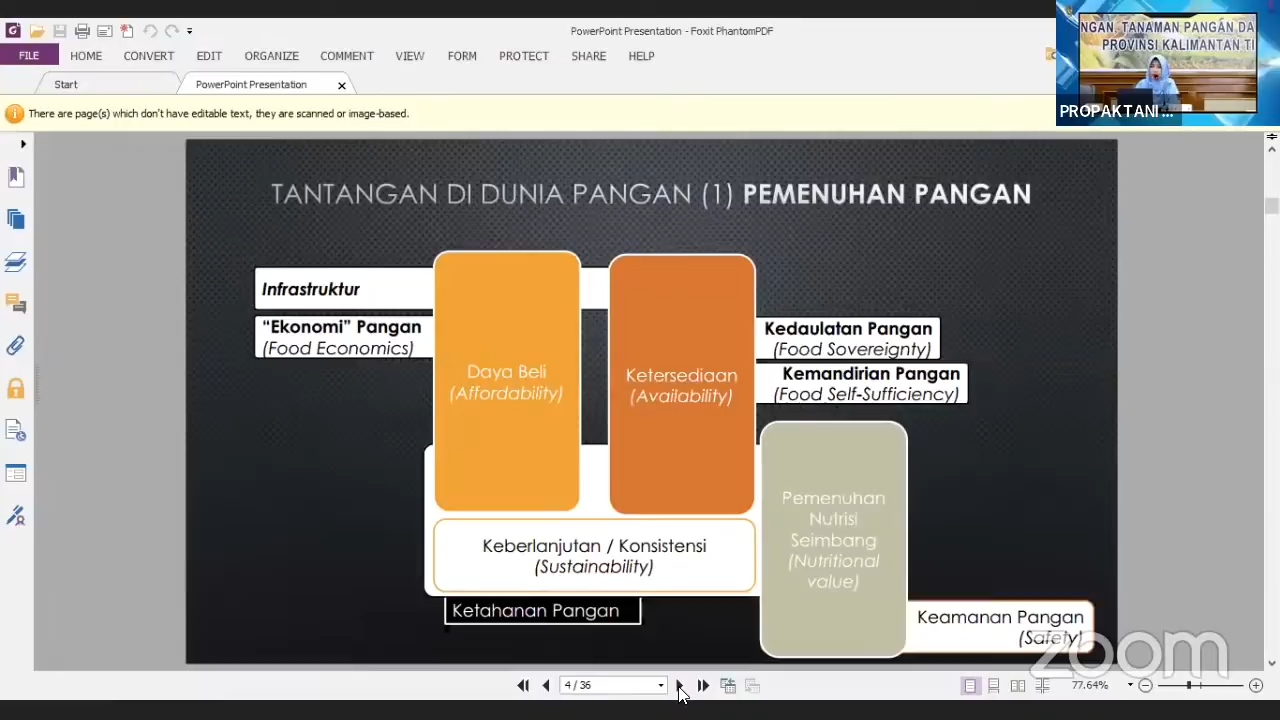 PowerPoint Presentation - Foxit PhantomPDF
FILE HOME CONVERT EDIT ORGANIZE COMMENT VIEW FORM PROTECT SHARE HELP
Start
PowerPoint Presentation
There are page(s) which don't have editable text, they are scanned or image-based.
NGAN, TANAMAN PANGAN DA
PROVINSI KALIMANTAN TI
PROPAKTANI ...
TANTANGAN DI DUNIA PANGAN (1) PEMENUHAN PANGAN
Infrastruktur
“Ekonomi” Pangan
(Food Economics)
Daya Beli
(Affordability)
Ketersediaan
(Availability)
Kedaulatan Pangan
(Food Sovereignty)
Kemandirian Pangan
(Food Self-Sufficiency)
Pemenuhan
Nutrisi
Seimbang
(Nutritional
value)
Keberlanjutan / Konsistensi
(Sustainability)
Ketahanan Pangan
Keamanan Pangan
(Safety)
zoom
4 / 36
77.64%